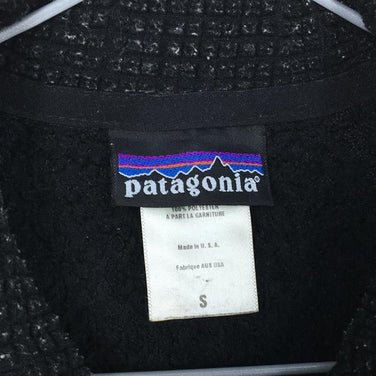 patagonia®
100% POLYESTER
A PART LA GARNITURE
Made in U.S.A.
Fabrique AUX USA
S